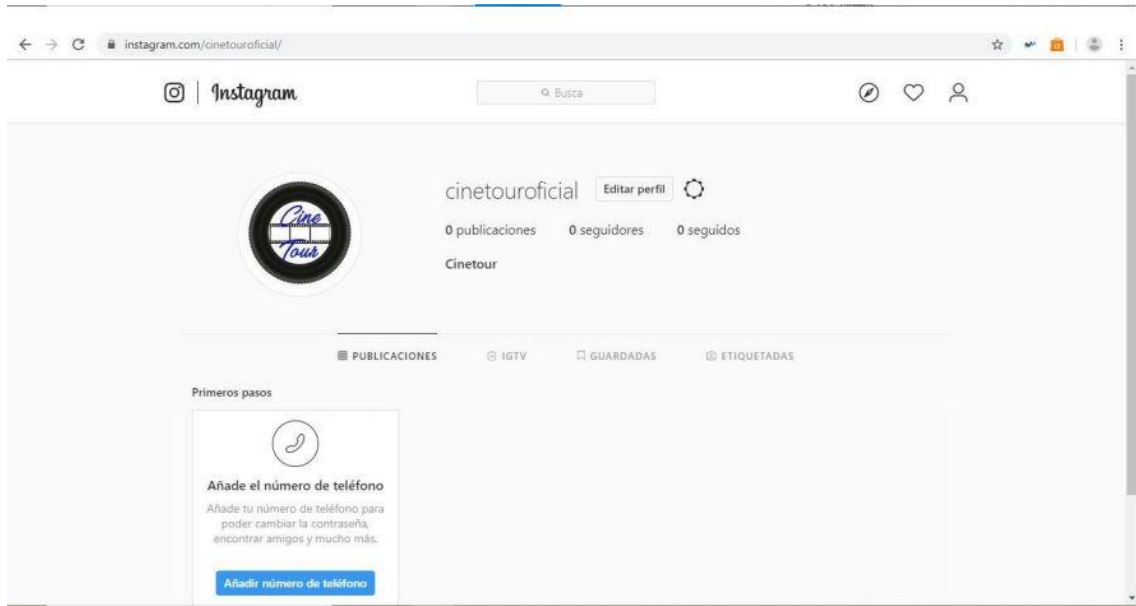 instagram.com/cinetouroficial/
Instagram
Busca
Cine
Tour
cinetouroficial Editar perfil
0 publicaciones 0 seguidores 0 seguidos
Cinetour
PUBLICACIONES IGTV GUARDADAS ETIQUETADAS
Primeros pasos
Añade el número de teléfono
Añade tu número de teléfono para
poder cambiar la contraseña,
encontrar amigos y mucho más.
Añadir número de teléfono